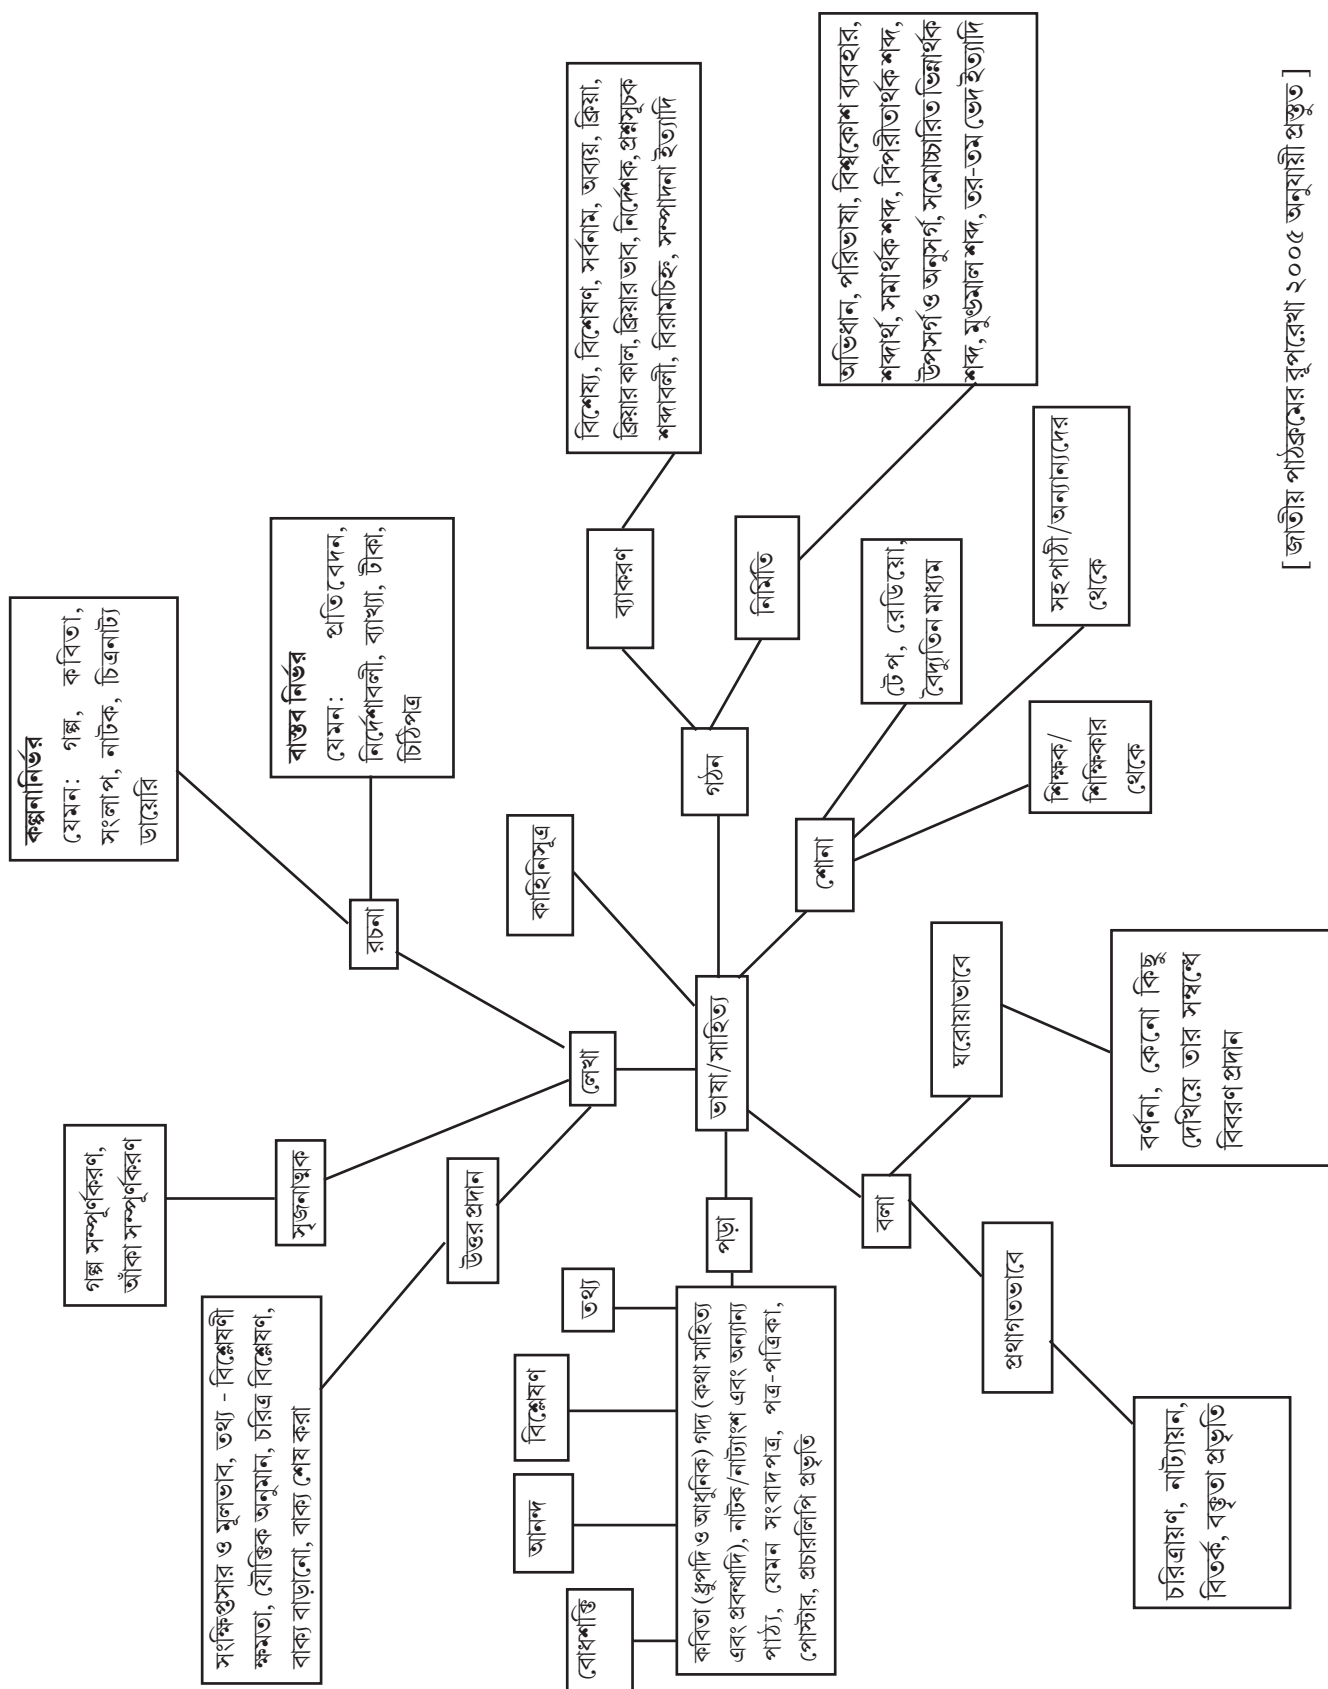 কল্পনানির্ভর
যেমন: গল্প, কবিতা,
সংলাপ, নাটক, চিত্রনাট্য
ডায়েরি
বাস্তব নির্ভর
যেমন: প্রতিবেদন,
নির্দেশাবলী, ব্যাখ্যা, টীকা,
চিঠিপত্র
রচনা
গল্প সম্পূর্ণকরণ,
আঁকা সম্পূর্ণকরণ
সৃজনাত্মক
সংক্ষিপ্তসার ও মূলভাব, তথ্য - বিশ্লেষণী
ক্ষমতা, যৌক্তিক অনুমান, চরিত্র বিশ্লেষণ,
বাক্য বাড়ানো, বাক্য শেষ করা
উত্তর প্রদান
লেখা
কাহিনিসূত্র
ভাষা/সাহিত্য
গঠন
ব্যাকরণ
বিশেষ্য, বিশেষণ, সর্বনাম, অব্যয়, ক্রিয়া,
ক্রিয়ার কাল, ক্রিয়ার ভাব, নির্দেশক, প্রশ্নসূচক
শব্দাবলী, বিরামচিহ্ন, সম্পাদনা ইত্যাদি
নির্মিতি
অভিধান, পরিভাষা, বিশ্বকোশ ব্যবহার,
শব্দার্থ, সমার্থক শব্দ, বিপরীতার্থক শব্দ,
উপসর্গ ও অনুসর্গ, সমোচ্চারিত ভিন্নার্থক
শব্দ, মুণ্ডমাল শব্দ, তর-তম ভেদ ইত্যাদি
শোনা
টেপ, রেডিয়ো,
বৈদ্যুতিন মাধ্যম
সহপাঠী/অন্যান্যদের
থেকে
শিক্ষক/
শিক্ষিকার
থেকে
পড়া
তথ্য
বিশ্লেষণ
আনন্দ
বোধশক্তি
কবিতা (ধ্রুপদি ও আধুনিক) গদ্য (কথা সাহিত্য
এবং প্রবন্ধাদি), নাটক/নাট্যাংশ এবং অন্যান্য
পাঠ্য, যেমন সংবাদপত্র, পত্র-পত্রিকা,
পোস্টার, প্রচারলিপি প্রভৃতি
বলা
ঘরোয়াভাবে
বর্ণনা, কোনো কিছু
দেখিয়ে তার সম্বন্ধে
বিবরণ প্রদান
প্রথাগতভাবে
চরিত্রায়ণ, নাট্যায়ন,
বিতর্ক, বক্তৃতা প্রভৃতি
[ জাতীয় পাঠক্রমের রূপরেখা ২০০৫ অনুযায়ী প্রস্তুত ]